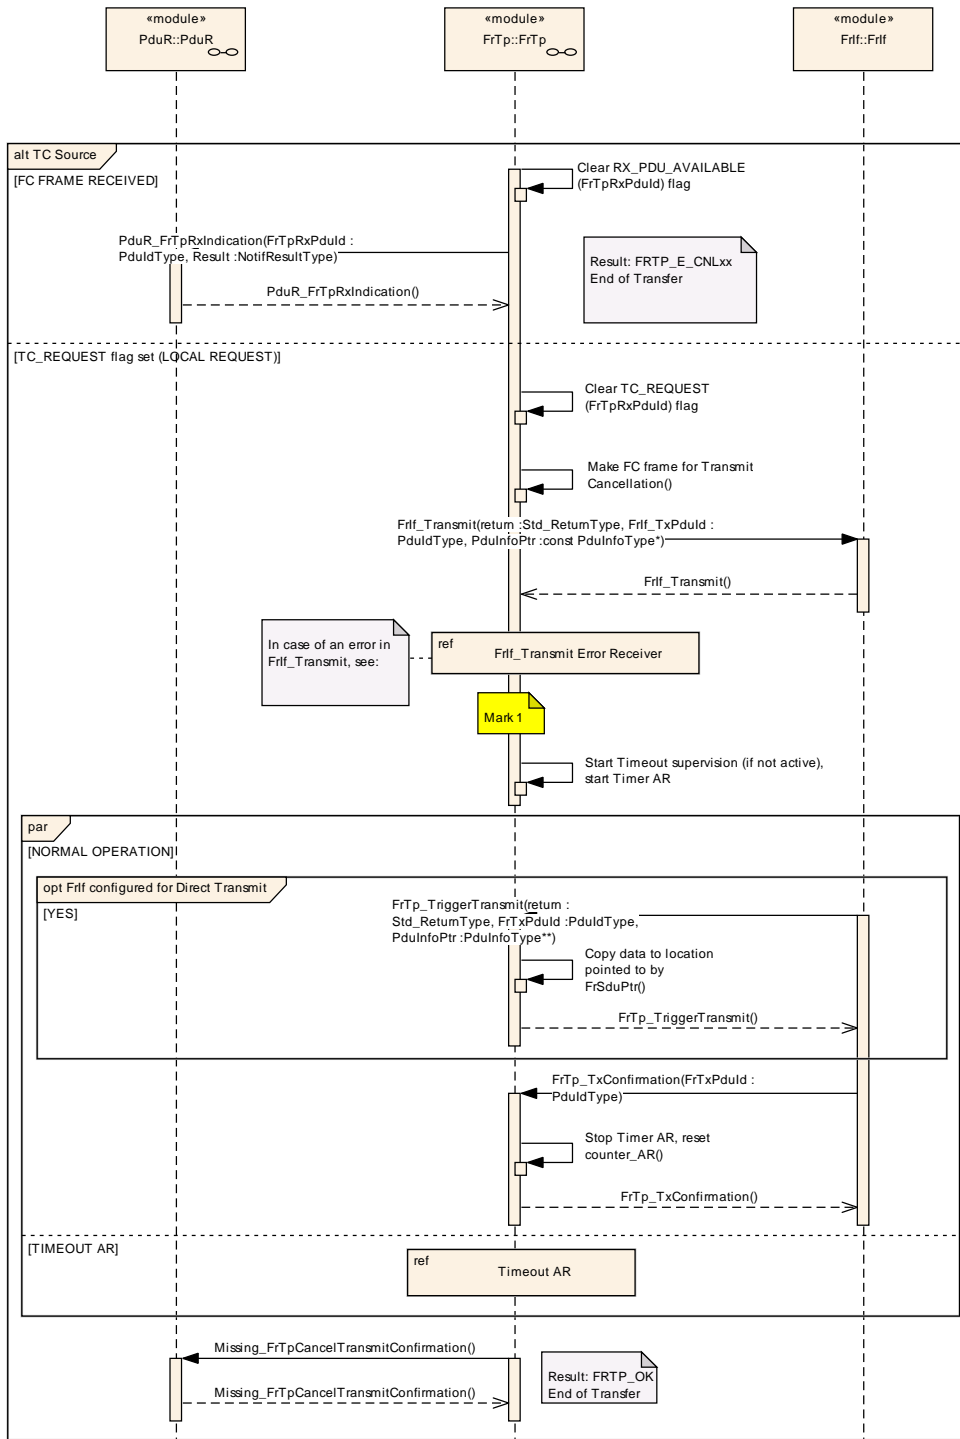 «module»
PduR::PduR
«module»
FrTp::FrTp
«module»
FrIf::FrIf
alt TC Source
[FC FRAME RECEIVED]
Clear RX_PDU_AVAILABLE
(FrTpRxPduId) flag
PduR_FrTpRxIndication(FrTpRxPduId :
PduIdType, Result :NotifResultType)
Result: FRTP_E_CNLxx
End of Transfer
PduR_FrTpRxIndication()
[TC_REQUEST flag set (LOCAL REQUEST)]
Clear TC_REQUEST
(FrTpRxPduId) flag
Make FC frame for Transmit
Cancellation()
FrIf_Transmit(return :Std_ReturnType, FrIf_TxPduId :
PduIdType, PduInfoPtr :const PduInfoType*)
FrIf_Transmit()
In case of an error in
FrIf_Transmit, see:
ref
FrIf_Transmit Error Receiver
Mark 1
Start Timeout supervision (if not active),
start Timer AR
par
[NORMAL OPERATION]
opt FrIf configured for Direct Transmit
[YES]
FrTp_TriggerTransmit(return :
Std_ReturnType, FrTxPduId :PduIdType,
PduInfoPtr :PduInfoType**)
Copy data to location
pointed to by
FrSduPtr()
FrTp_TriggerTransmit()
FrTp_TxConfirmation(FrTxPduId :
PduIdType)
Stop Timer AR, reset
counter_AR()
FrTp_TxConfirmation()
[TIMEOUT AR]
ref
Timeout AR
Missing_FrTpCancelTransmitConfirmation()
Result: FRTP_OK
End of Transfer
Missing_FrTpCancelTransmitConfirmation()